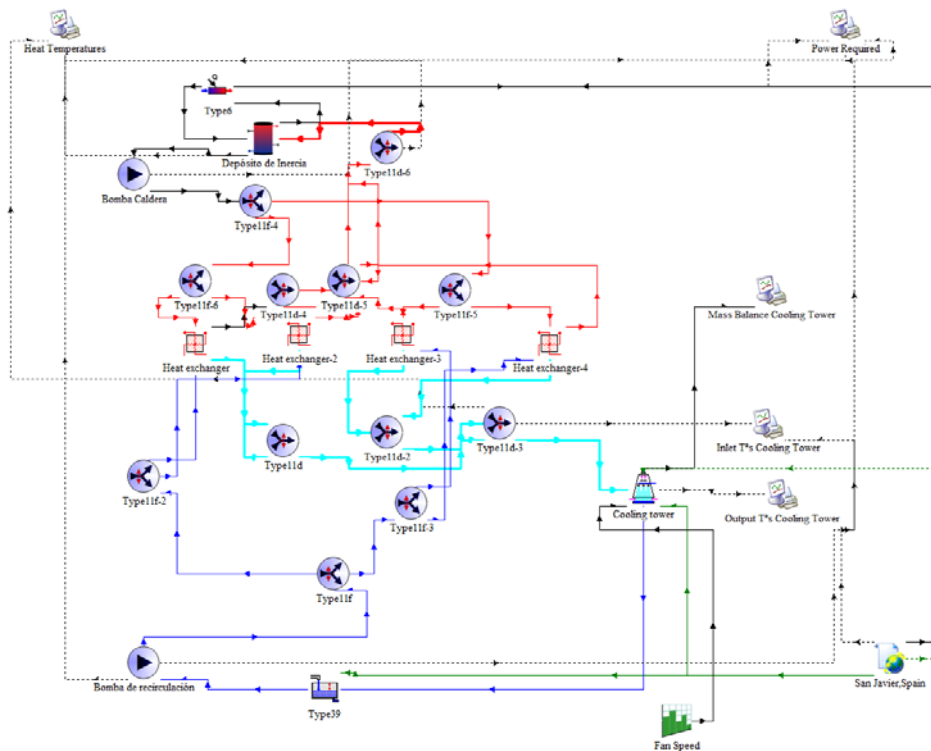 Heat Temperatures
Power Required
Type6
Depósito de Inercia
Type11d-6
Bomba Caldera
Type11f-4
Type11f-6
Type11d-4
Type11d-5
Type11f-5
Mass Balance Cooling Tower
Heat exchanger
Heat exchanger-2
Heat exchanger-3
Heat exchanger-4
Type11d
Type11d-2
Type11d-3
Inlet Tªs Cooling Tower
Type11f-2
Type11f-3
Cooling tower
Output Tªs Cooling Tower
Type11f
Bomba de recirculación
Type39
San Javier,Spain
Fan Speed